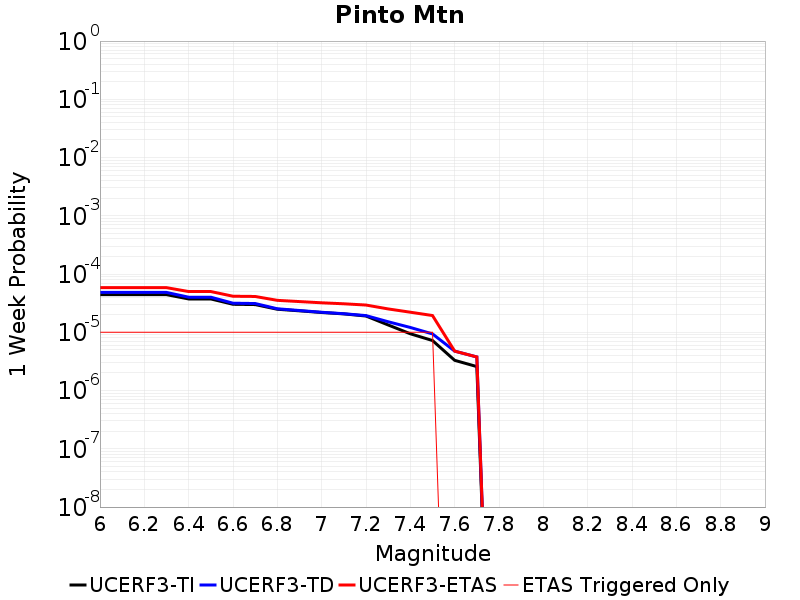 Pinto Mtn
1 Week Probability
10^0
10^-1
10^-2
10^-3
10^-4
10^-5
10^-6
10^-7
10^-8
6 6.2 6.4 6.6 6.8 7 7.2 7.4 7.6 7.8 8 8.2 8.4 8.6 8.8 9
Magnitude
UCERF3-TI UCERF3-TD UCERF3-ETAS ETAS Triggered Only